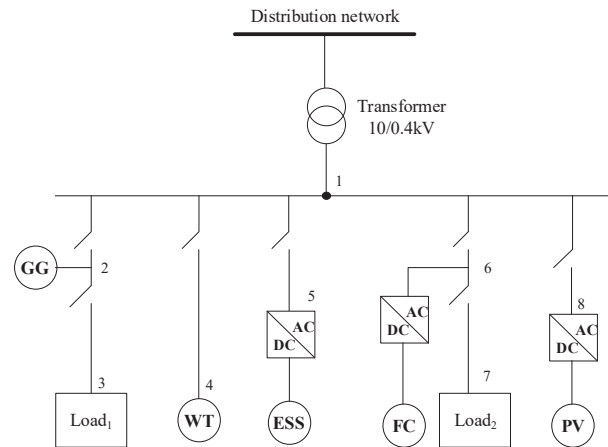 Distribution network
Transformer
10/0.4kV
1
GG
2
6
5
8
AC
DC
AC
DC
AC
DC
3
4
7
Load1
WT
ESS
FC
Load2
PV